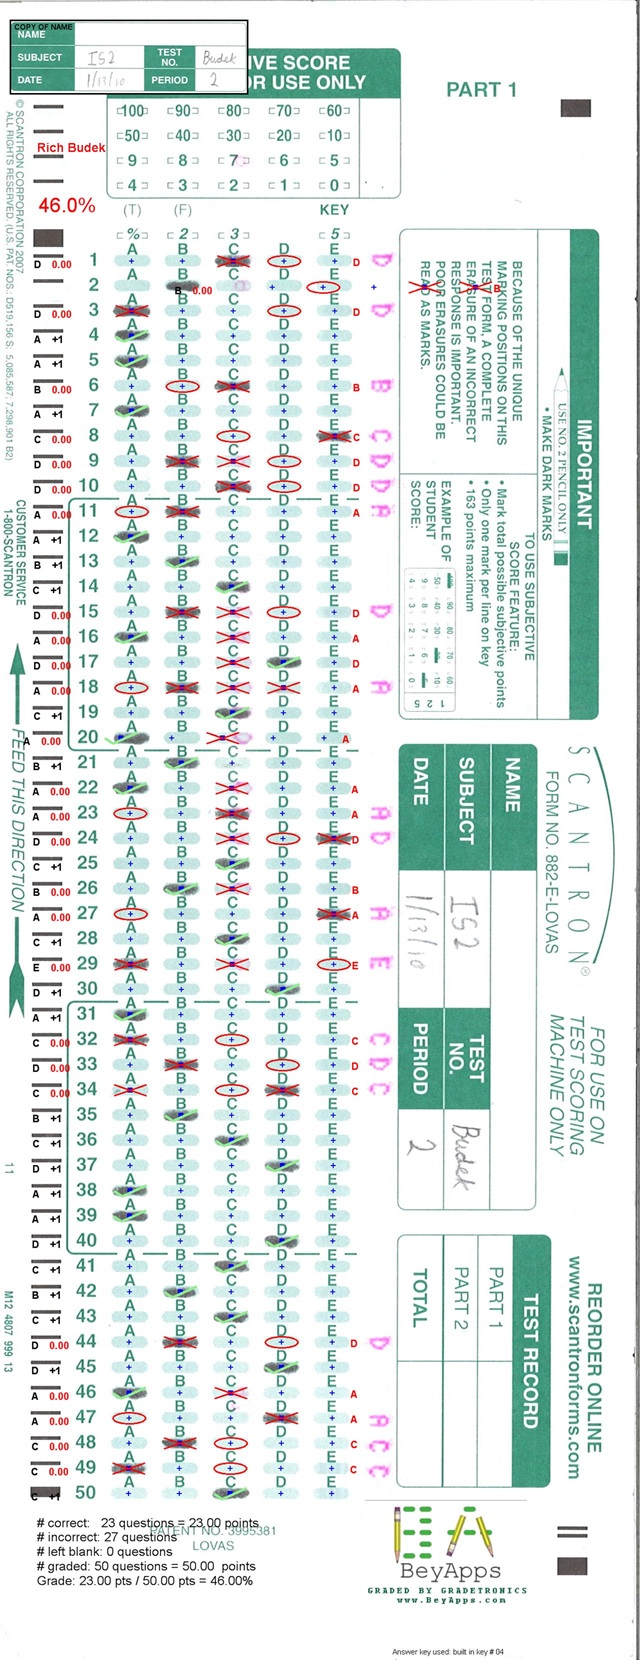 COPY OF NAME
NAME
SUBJECT IS2 TEST NO. Budek
DATE 1/13/10 PERIOD 2
IVE SCORE
OR USE ONLY
PART 1
100 90 80 70 60
50 40 30 20 10
9 8 7 6 5
4 3 2 1 0
Rich Budek
46.0%
(T) (F) KEY
% 2 3 5
© SCANTRON CORPORATION 2007
ALL RIGHTS RESERVED.
CUSTOMER SERVICE
1-800-SCANTRON
FEED THIS DIRECTION
11
M12 4807 999 13
A B C D E
D 0.00 1 D D
2 B 0.00 B
D 0.00 3 D D
A +1 4
A +1 5
B 0.00 6 B B
A +1 7
C 0.00 8 C C
D 0.00 9 D D
D 0.00 10 D D
A 0.00 11 A A
A +1 12
B +1 13
C +1 14
D 0.00 15 D D
A 0.00 16 A
D 0.00 17 D
A 0.00 18 A A
C +1 19
A 0.00 20 A
B +1 21
A 0.00 22 A
A 0.00 23 A A
D 0.00 24 D D
C +1 25
B 0.00 26 B
A 0.00 27 A A
C +1 28
E 0.00 29 E E
D +1 30
A +1 31
C 0.00 32 C C
D 0.00 33 D D
C 0.00 34 C C
B +1 35
C +1 36
D +1 37
A +1 38
A +1 39
D +1 40
C +1 41
B +1 42
C +1 43
D 0.00 44 D D
D +1 45
A 0.00 46 A
A 0.00 47 A A
C 0.00 48 C C
C 0.00 49 C C
C +1 50
IMPORTANT
USE NO. 2 PENCIL ONLY
• MAKE DARK MARKS
BECAUSE OF THE UNIQUE
MARKING POSITIONS ON THIS
TEST FORM, A COMPLETE
ERASURE OF AN INCORRECT
RESPONSE IS IMPORTANT.
POOR ERASURES COULD BE
READ AS MARKS.
TO USE SUBJECTIVE
SCORE FEATURE:
• Mark total possible subjective points
• Only one mark per line on key
• 163 points maximum
EXAMPLE OF
STUDENT
SCORE:
SCANTRON®
FORM NO. 882-E-LOVAS
NAME
SUBJECT IS2 TEST NO. Budek
DATE 1/13/10 PERIOD 2
FOR USE ON
TEST SCORING
MACHINE ONLY
TEST RECORD
PART 1
PART 2
TOTAL
REORDER ONLINE
www.scantronforms.com
PATENT NO. 3995381
LOVAS
# correct: 23 questions = 23.00 points
# incorrect: 27 questions
# left blank: 0 questions
# graded: 50 questions = 50.00 points
Grade: 23.00 pts / 50.00 pts = 46.00%
BeyApps
GRADED BY GRADETRONICS
www.BeyApps.com
Answer key used: built in key # 04